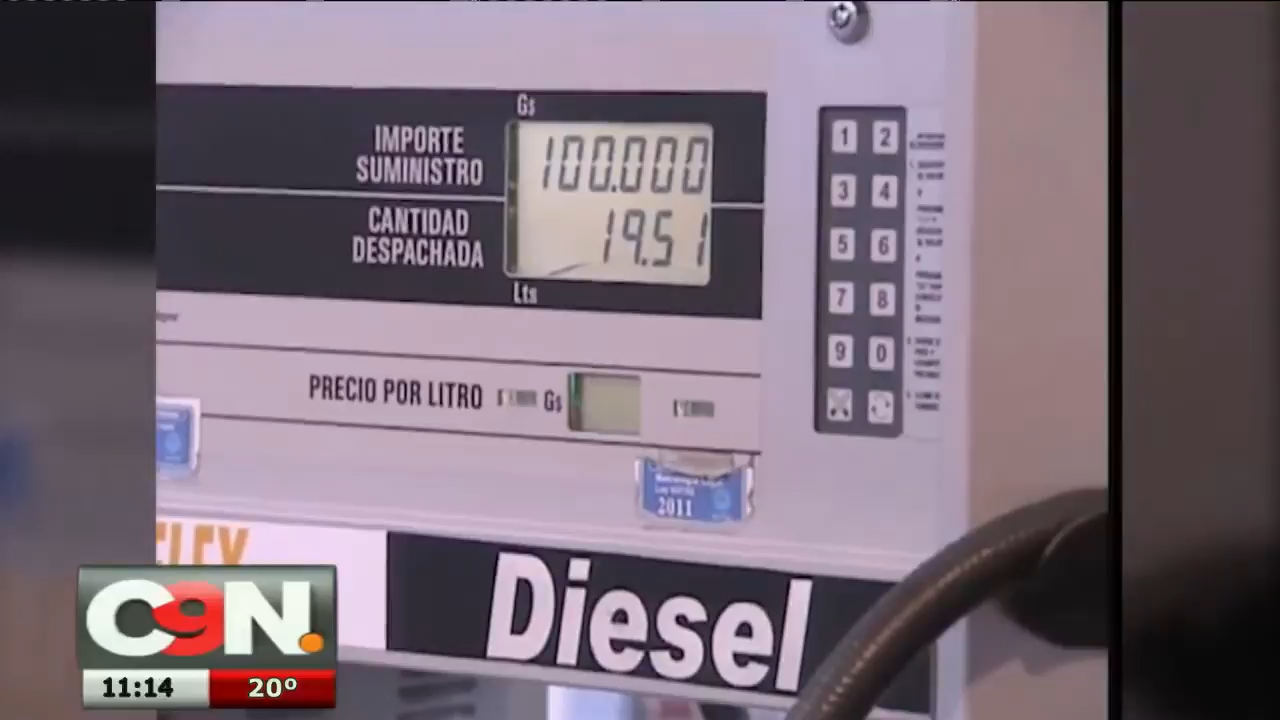 Gs
IMPORTE
SUMINISTRO
100.000
CANTIDAD
DESPACHADA
19.51
Lts
PRECIO POR LITRO
Gs
1 2
3 4
5 6
7 8
9 0
2011
Diesel
C9N.
11:14 20º